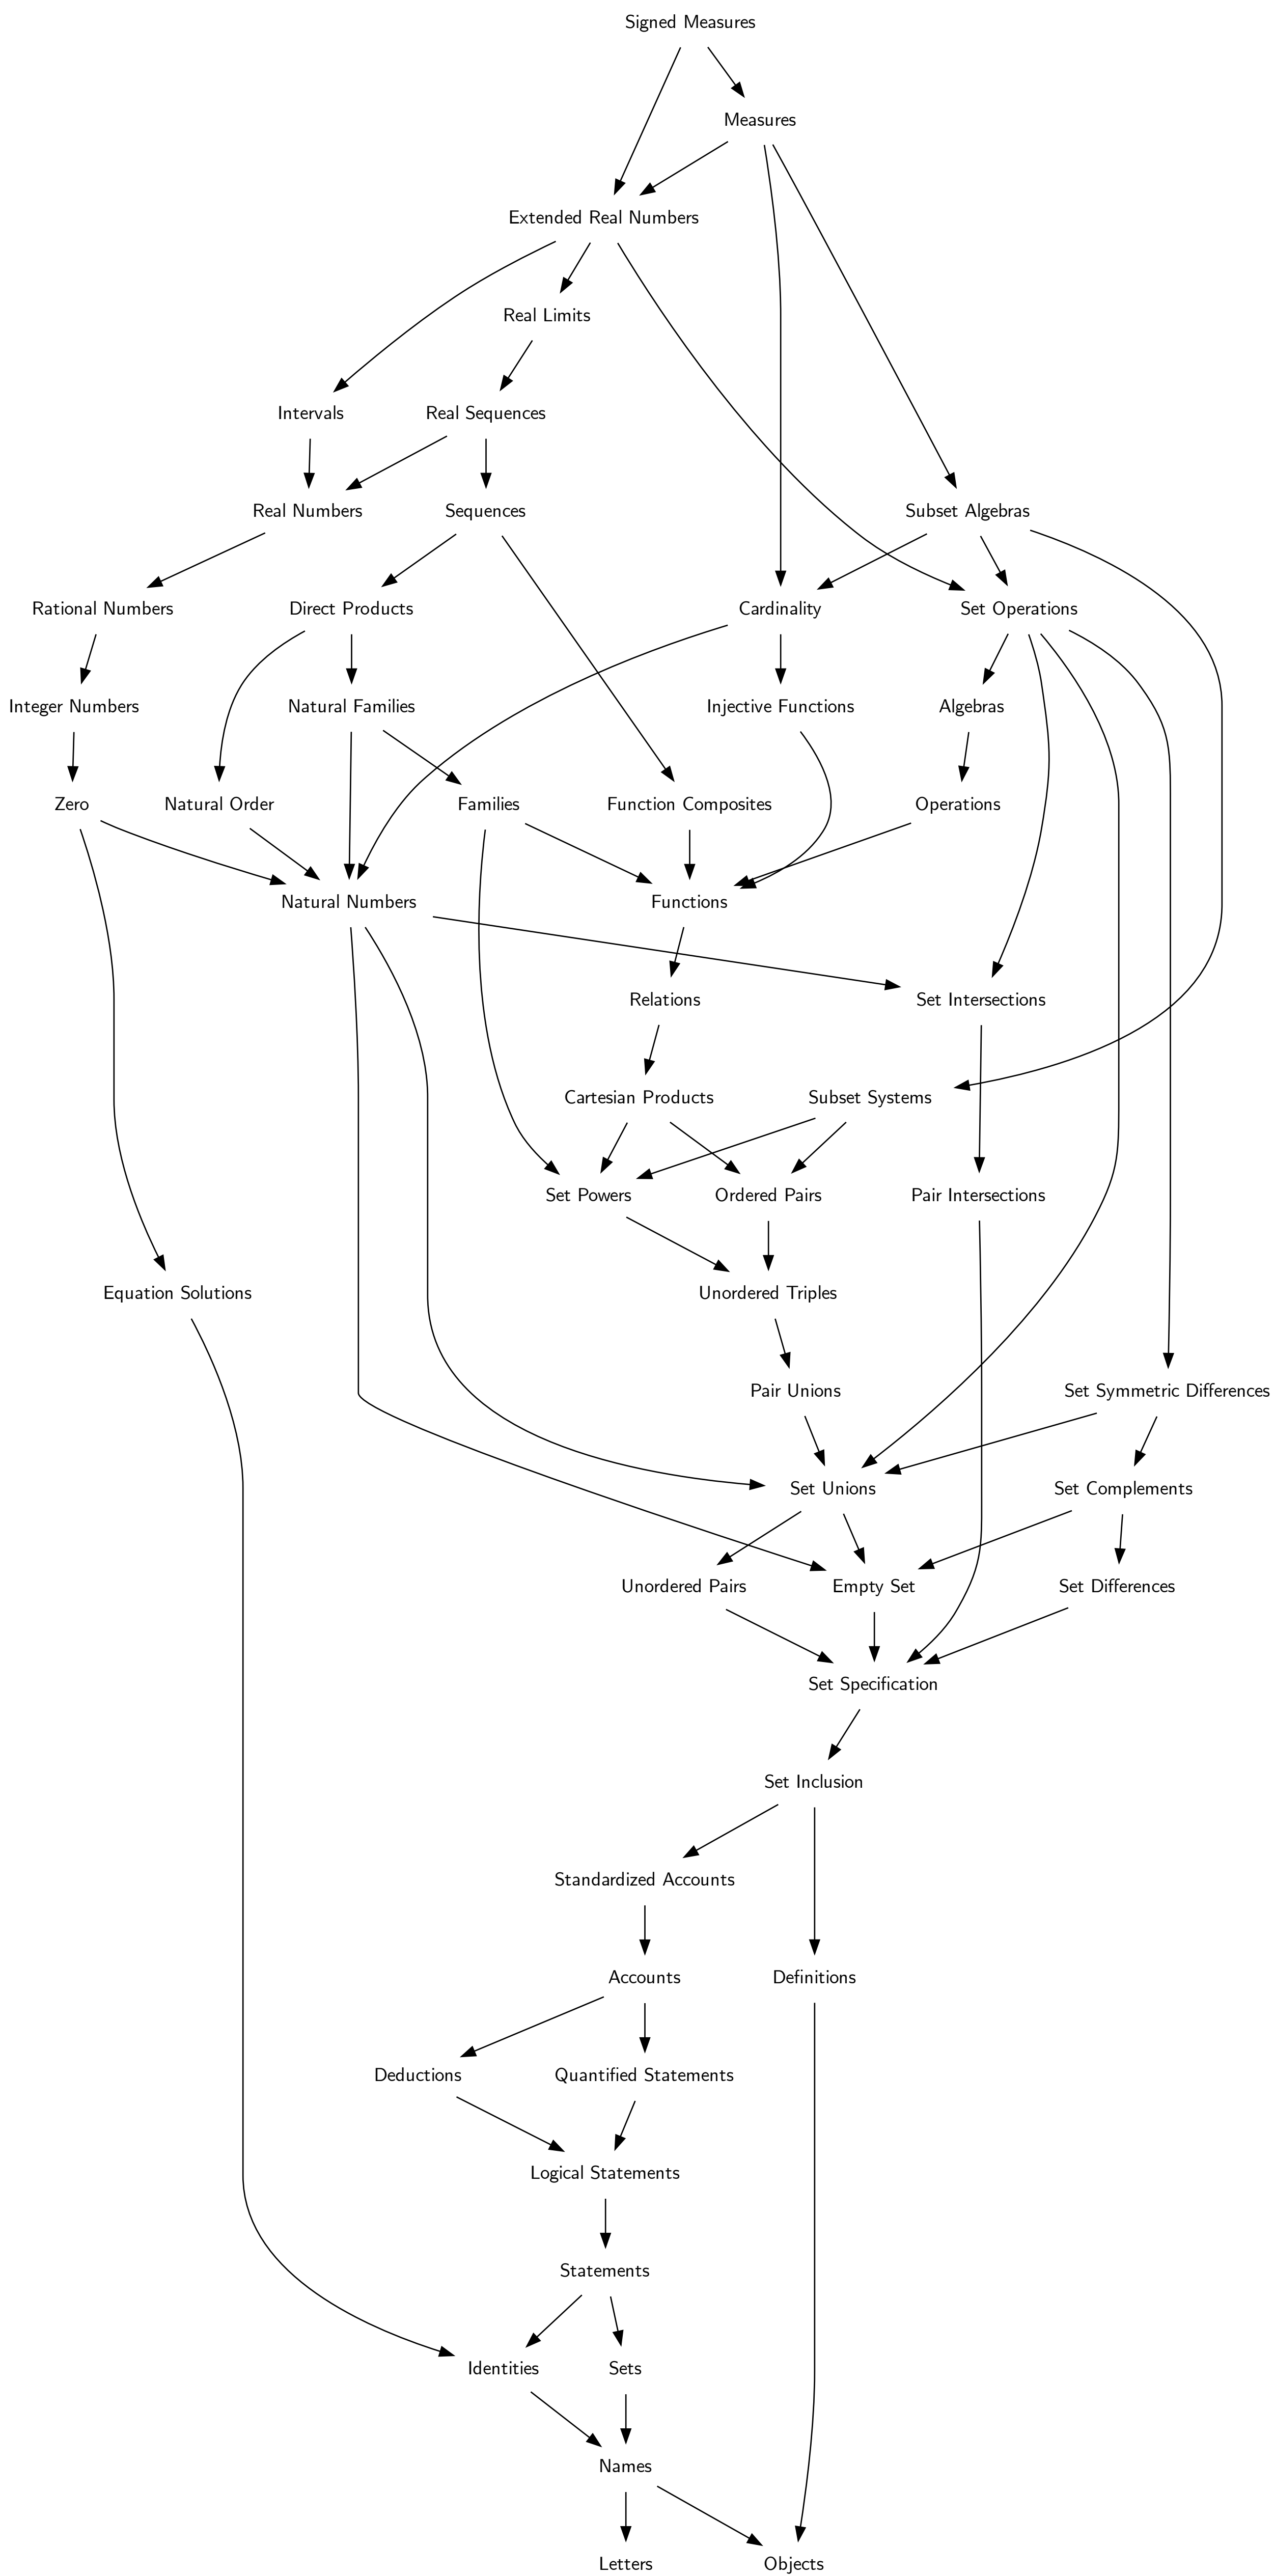 Signed Measures
Measures
Extended Real Numbers
Real Limits
Intervals
Real Sequences
Real Numbers
Sequences
Subset Algebras
Rational Numbers
Direct Products
Cardinality
Set Operations
Integer Numbers
Natural Families
Injective Functions
Algebras
Zero
Natural Order
Families
Function Composites
Operations
Natural Numbers
Functions
Relations
Set Intersections
Cartesian Products
Subset Systems
Set Powers
Ordered Pairs
Pair Intersections
Equation Solutions
Unordered Triples
Pair Unions
Set Symmetric Differences
Set Unions
Set Complements
Unordered Pairs
Empty Set
Set Differences
Set Specification
Set Inclusion
Standardized Accounts
Accounts
Definitions
Deductions
Quantified Statements
Logical Statements
Statements
Identities
Sets
Names
Letters
Objects